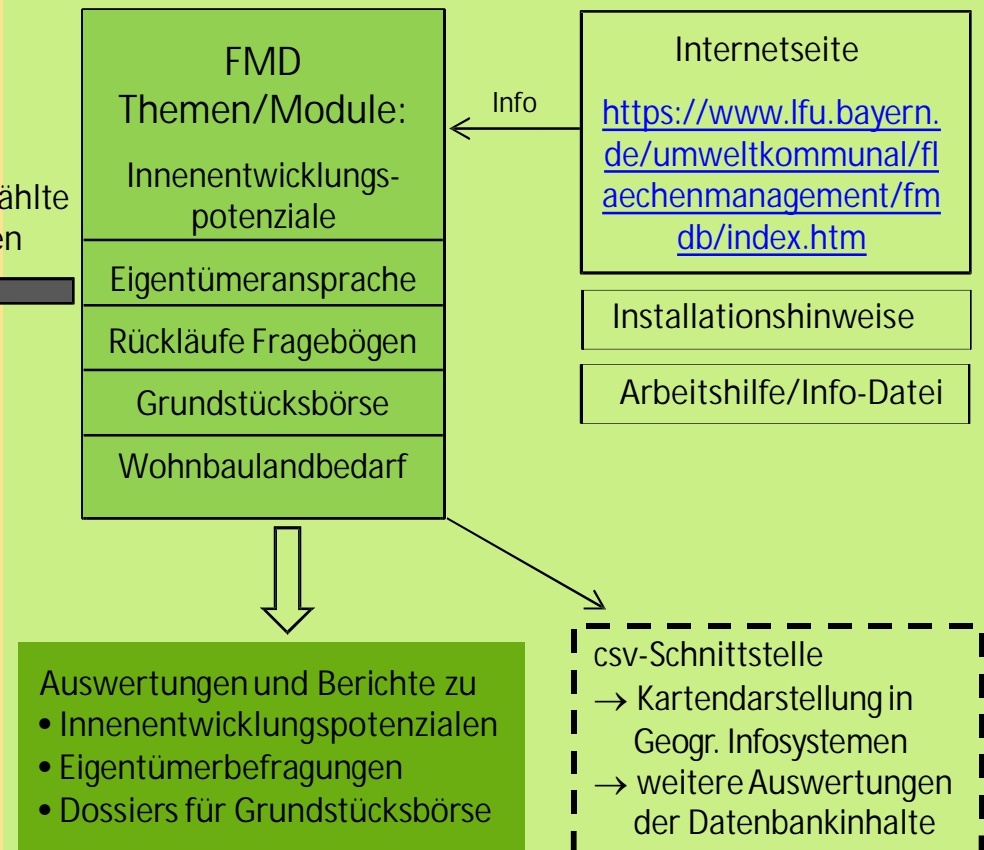 FMD
Themen/Module:
Innenentwicklungs-
potenziale
Eigentümeransprache
Rückläufe Fragebögen
Grundstücksbörse
Wohnbaulandbedarf
Info
Internetseite
https://www.lfu.bayern.
de/umweltkommunal/fl
aechenmanagement/fm
db/index.htm
Installationshinweise
Arbeitshilfe/Info-Datei
Auswertungen und Berichte zu
• Innenentwicklungspotenzialen
• Eigentümerbefragungen
• Dossiers für Grundstücksbörse
csv-Schnittstelle
→ Kartendarstellung in
Geogr. Infosystemen
→ weitere Auswertungen
der Datenbankinhalte